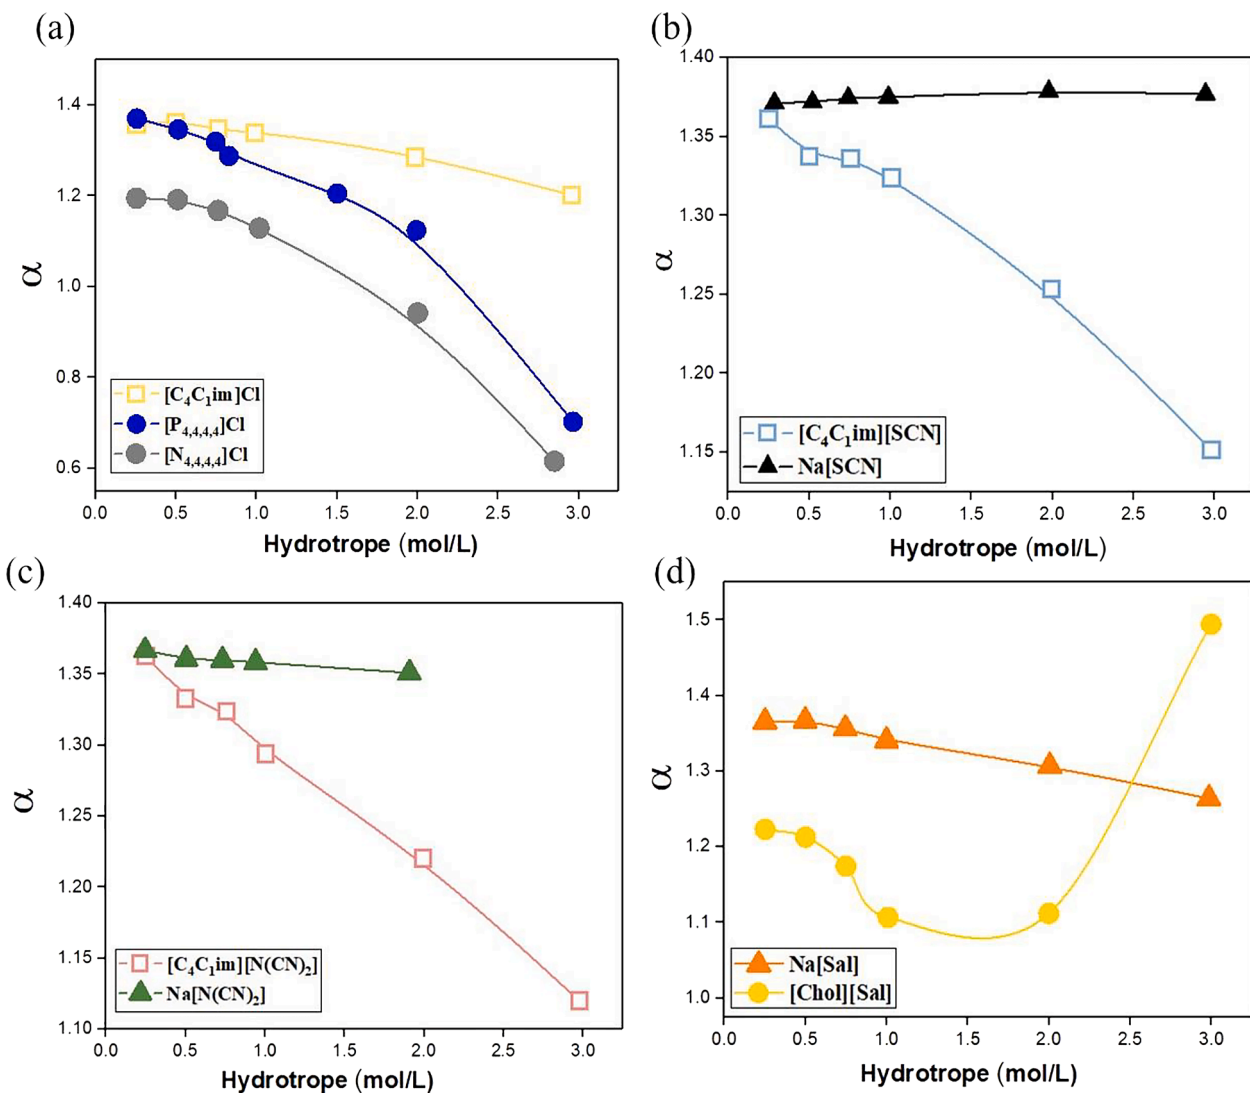 (a)
α
1.4
1.2
1.0
0.8
0.6
[C₄C₁im]Cl
[P₄,₄,₄,₄]Cl
[N₄,₄,₄,₄]Cl
0.0 0.5 1.0 1.5 2.0 2.5 3.0
Hydrotrope (mol/L)
(b)
α
1.40
1.35
1.30
1.25
1.20
1.15
[C₄C₁im][SCN]
Na[SCN]
0.0 0.5 1.0 1.5 2.0 2.5 3.0
Hydrotrope (mol/L)
(c)
α
1.40
1.35
1.30
1.25
1.20
1.15
1.10
[C₄C₁im][N(CN)₂]
Na[N(CN)₂]
0.0 0.5 1.0 1.5 2.0 2.5 3.0
Hydrotrope (mol/L)
(d)
α
1.5
1.4
1.3
1.2
1.1
1.0
Na[Sal]
[Chol][Sal]
0.0 0.5 1.0 1.5 2.0 2.5 3.0
Hydrotrope (mol/L)